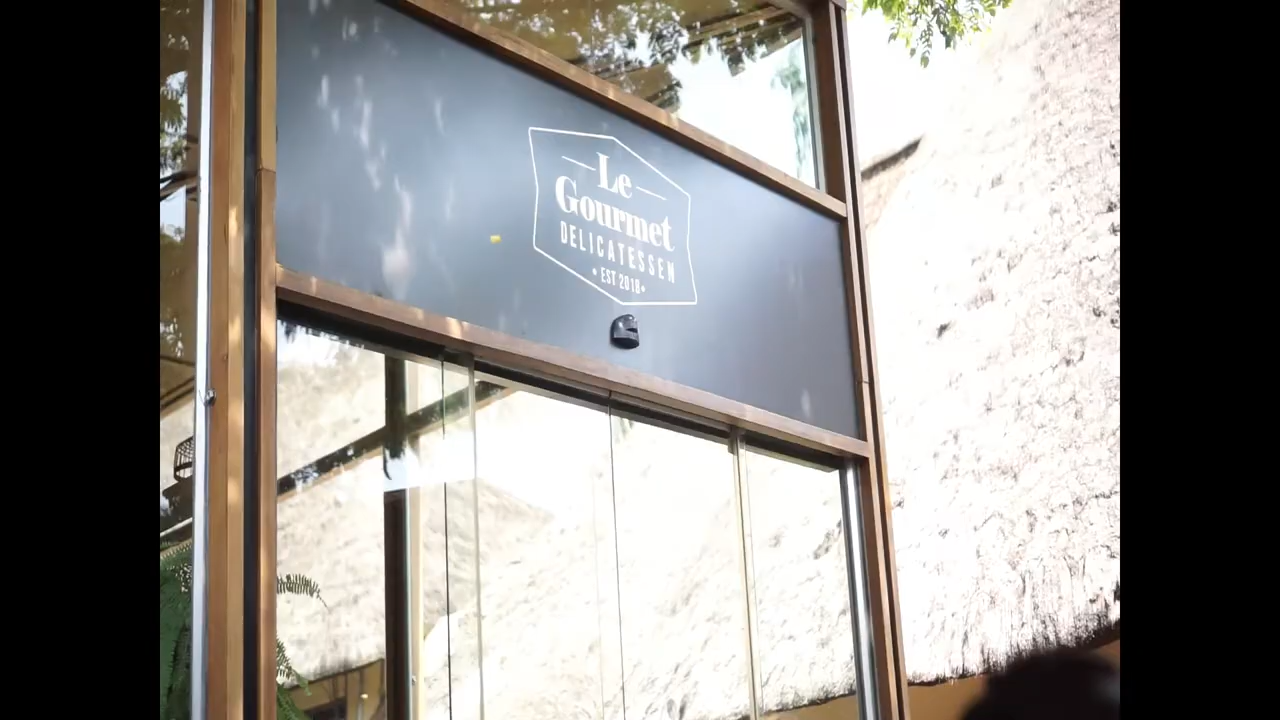 Le
Gourmet
DELICATESSEN
• EST 2018 •